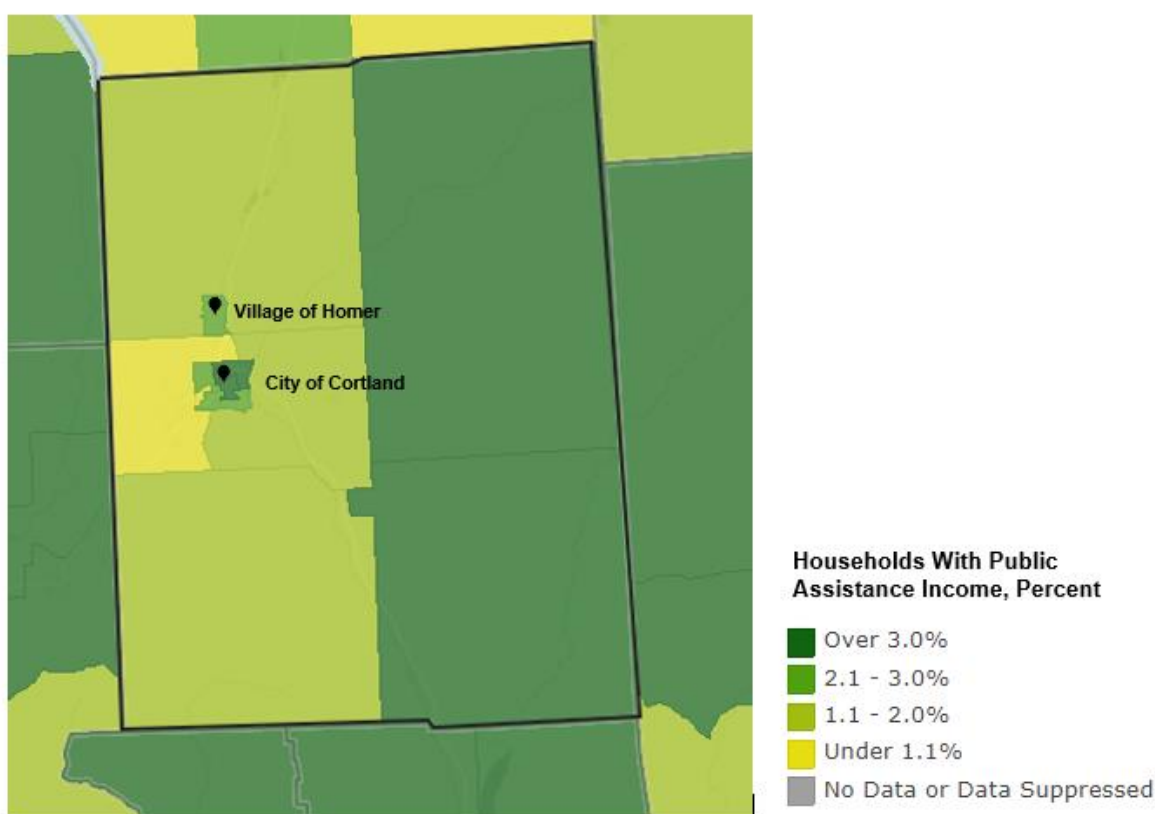 Village of Homer
City of Cortland
Households With Public
Assistance Income, Percent
Over 3.0%
2.1 - 3.0%
1.1 - 2.0%
Under 1.1%
No Data or Data Suppressed